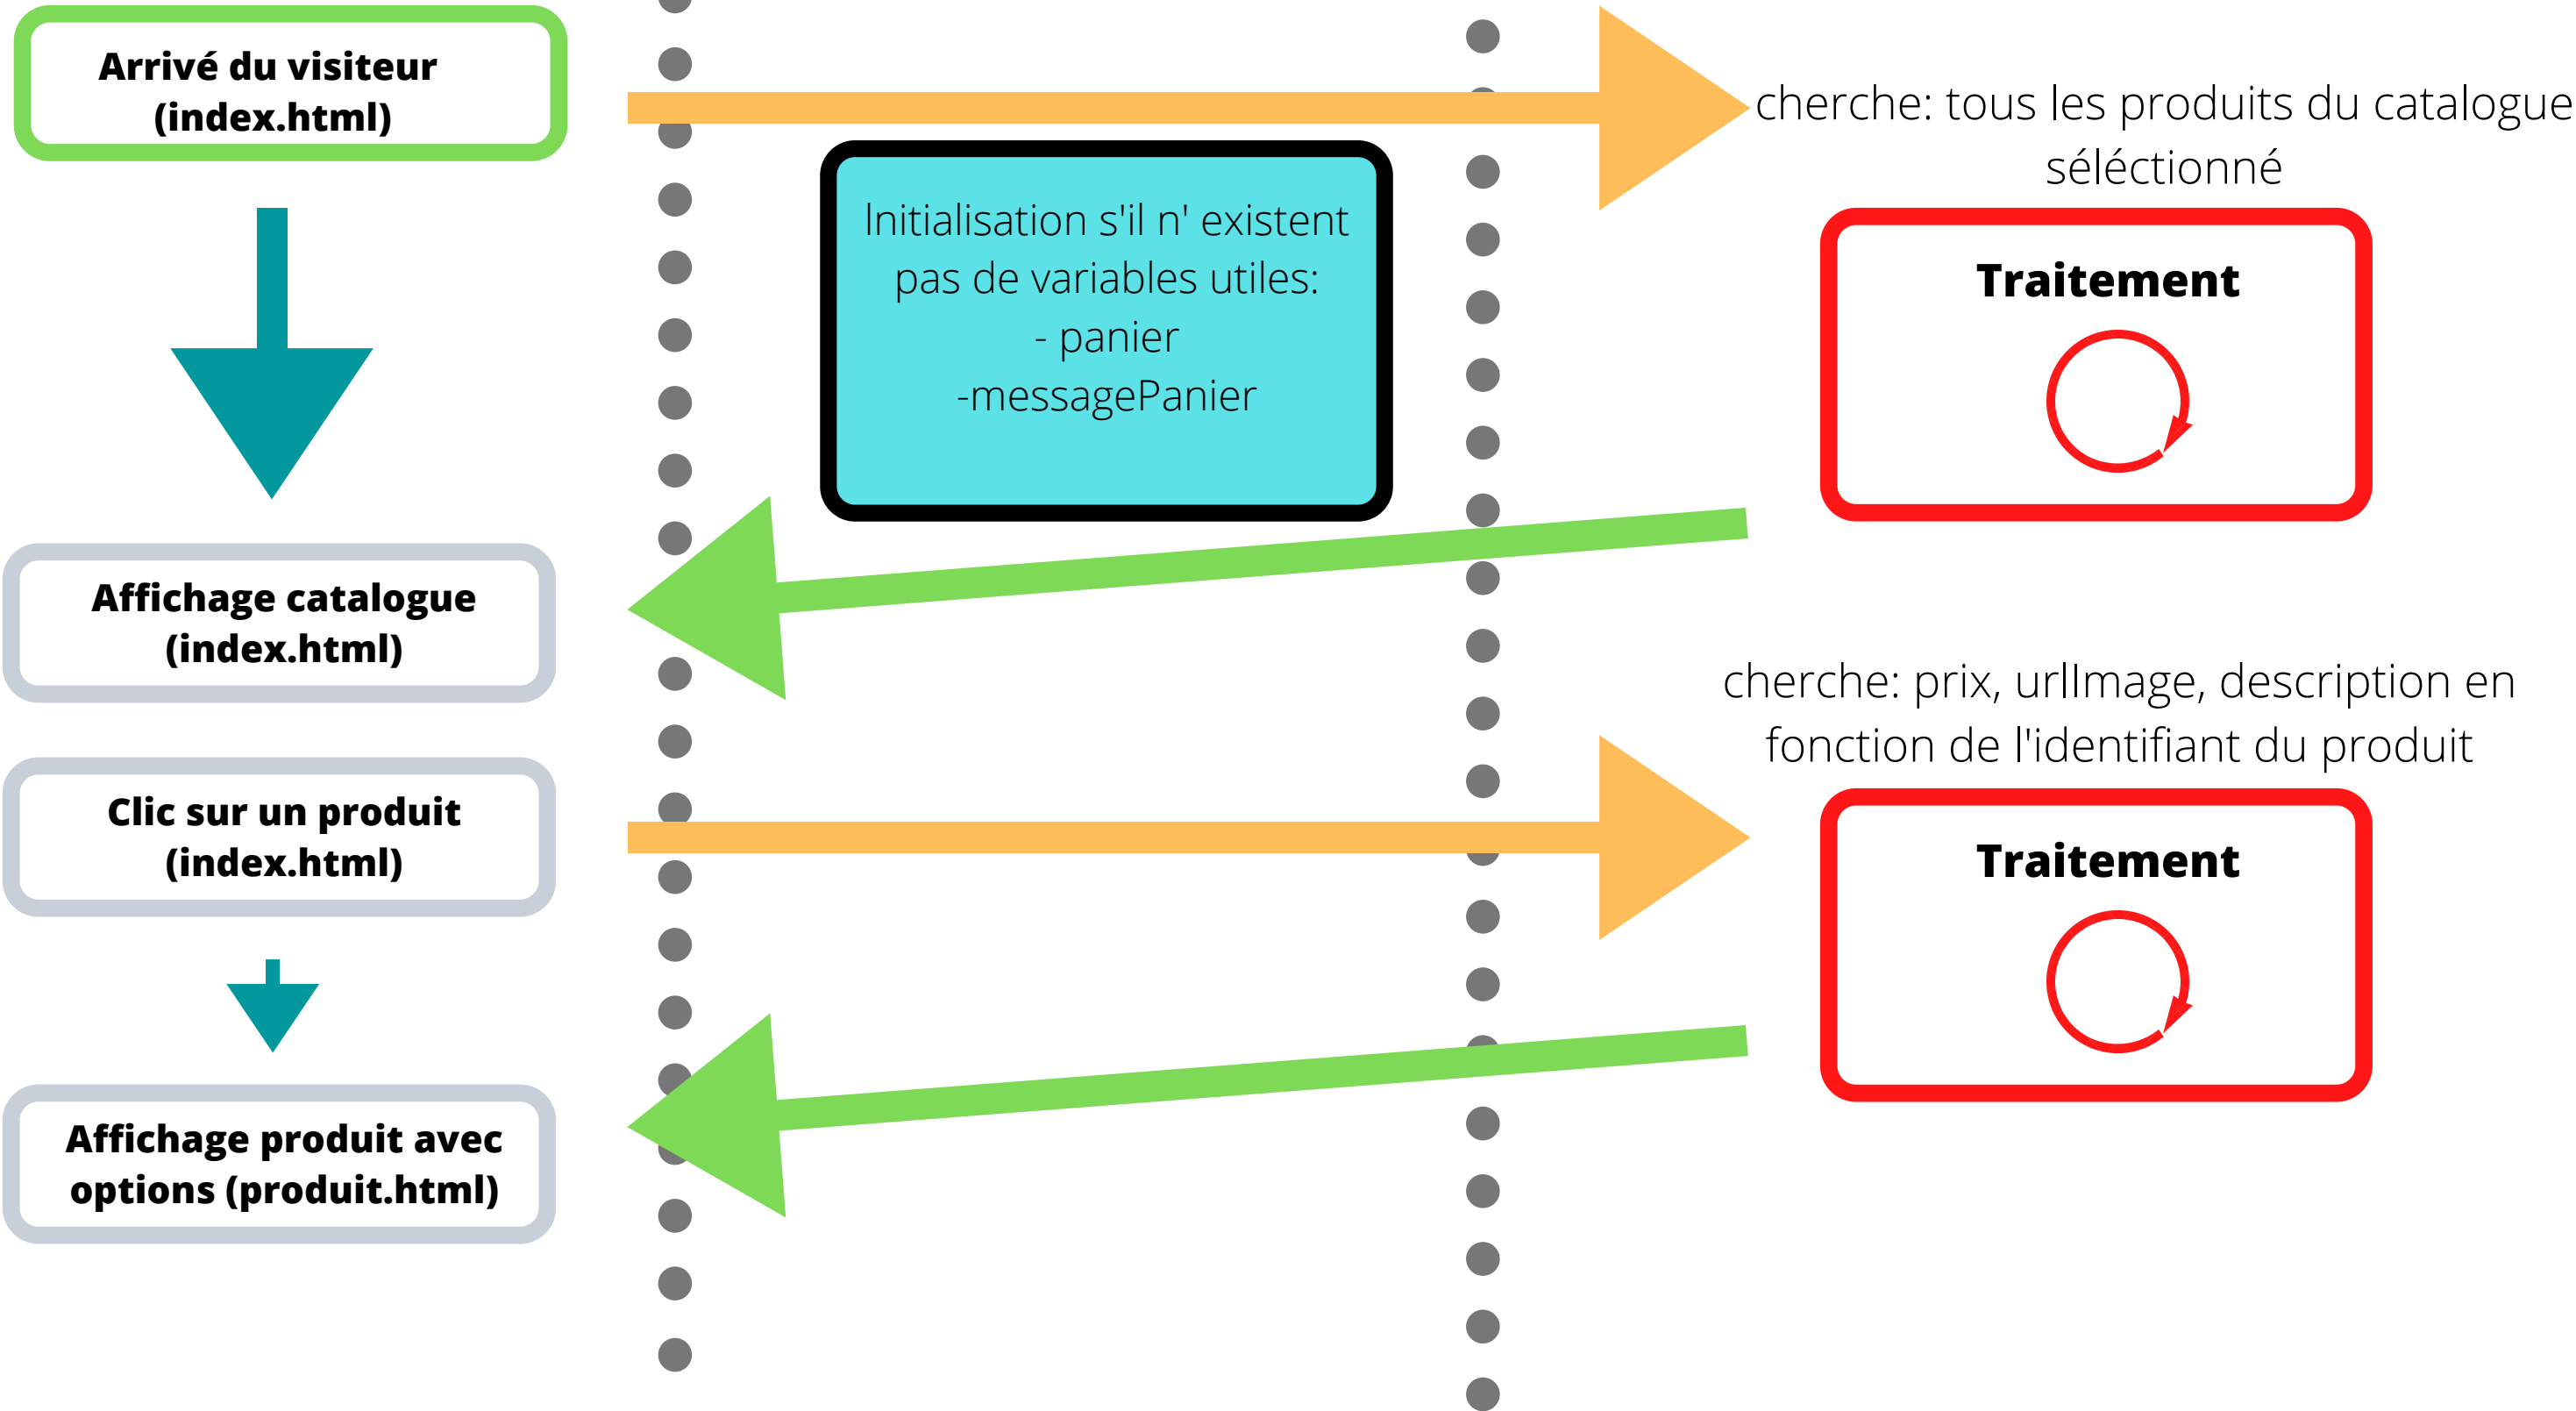 Arrivé du visiteur
(index.html)
cherche: tous les produits du catalogue
séléctionné
Initialisation s'il n' existent
pas de variables utiles:
- panier
-messagePanier
Traitement
Affichage catalogue
(index.html)
cherche: prix, urlImage, description en
fonction de l'identifiant du produit
Clic sur un produit
(index.html)
Traitement
Affichage produit avec
options (produit.html)